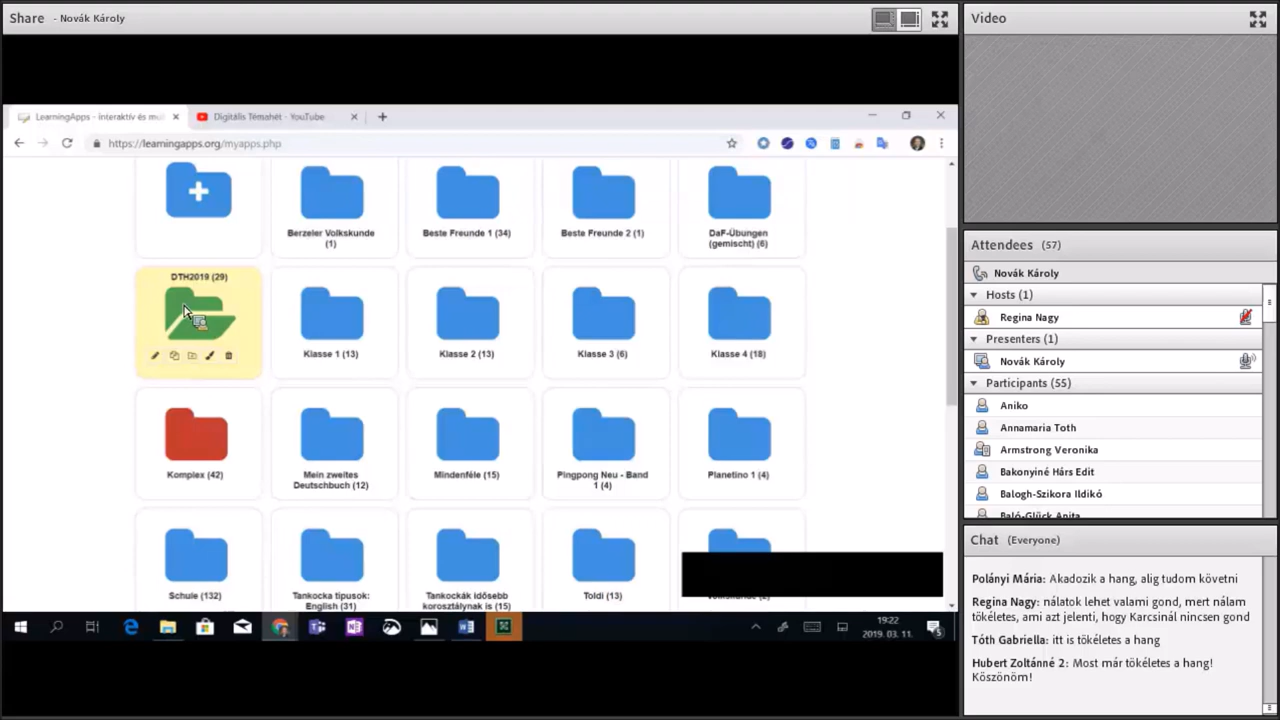 Share - Novák Károly
Video
LearningApps - interaktív és mul
Digitális Témahét - YouTube
https://learningapps.org/myapps.php
Berzeler Volkskunde
(1)
Beste Freunde 1 (34)
Beste Freunde 2 (1)
DaF-Übungen
(gemischt) (6)
DTH2019 (29)
Klasse 1 (13)
Klasse 2 (13)
Klasse 3 (6)
Klasse 4 (18)
Komplex (42)
Mein zweites
Deutschbuch (12)
Mindenféle (15)
Pingpong Neu - Band
1 (4)
Planetino 1 (4)
Schule (132)
Tankocka típusok:
English (31)
Tankockák idősebb
korosztálynak is (15)
Toldi (13)
19:22
2019. 03. 11.
5
Attendees (57)
Novák Károly
Hosts (1)
Regina Nagy
Presenters (1)
Novák Károly
Participants (55)
Aniko
Annamaria Toth
Armstrong Veronika
Bakonyiné Hárs Edit
Balogh-Szikora Ildikó
Baló-Glück Anita
Chat (Everyone)
Polányi Mária: Akadozik a hang, alig tudom követni
Regina Nagy: nálatok lehet valami gond, mert nálam
tökéletes, ami azt jelenti, hogy Karcsinál nincsen gond
Tóth Gabriella: itt is tökéletes a hang
Hubert Zoltánné 2: Most már tökéletes a hang!
Köszönöm!